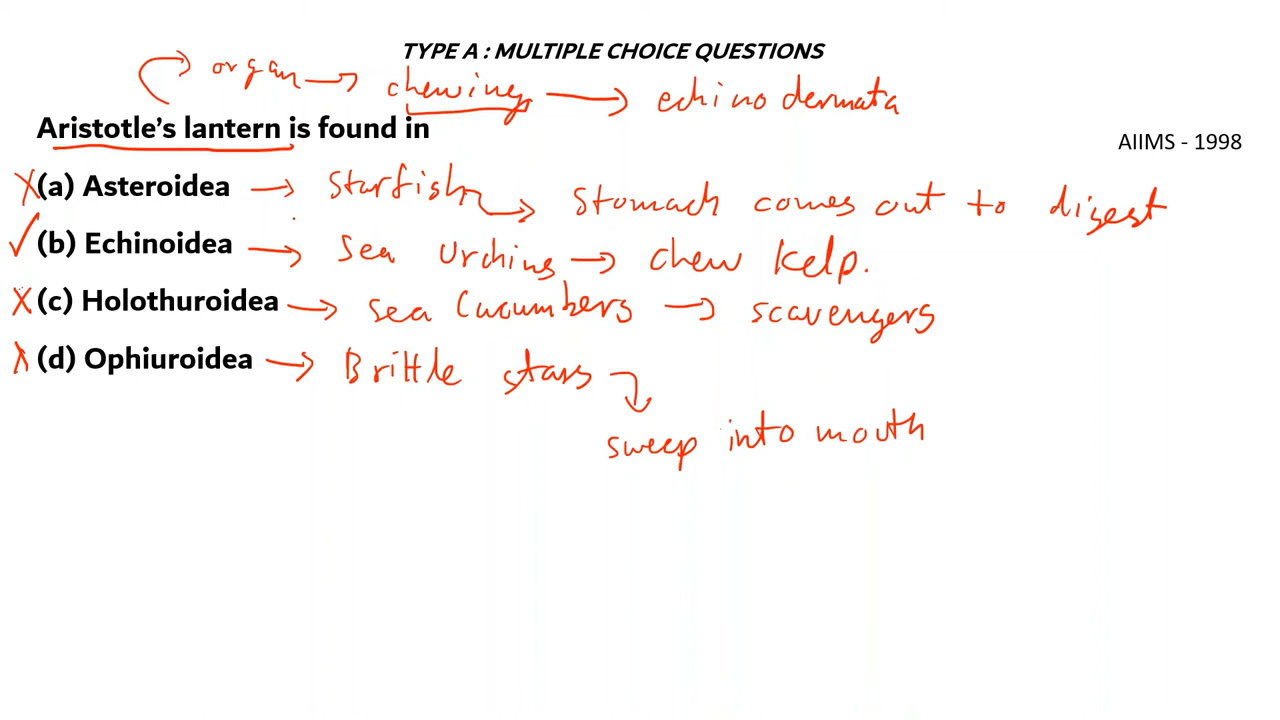 TYPE A : MULTIPLE CHOICE QUESTIONS
organ → chewing → echinodermata
Aristotle's lantern is found in
AIIMS - 1998
X (a) Asteroidea → Starfish → Stomach comes out to digest
✓ (b) Echinoidea → Sea Urchins → chew kelp.
X (c) Holothuroidea → Sea Cucumbers → scavengers
X (d) Ophiuroidea → Brittle stars
sweep into mouth